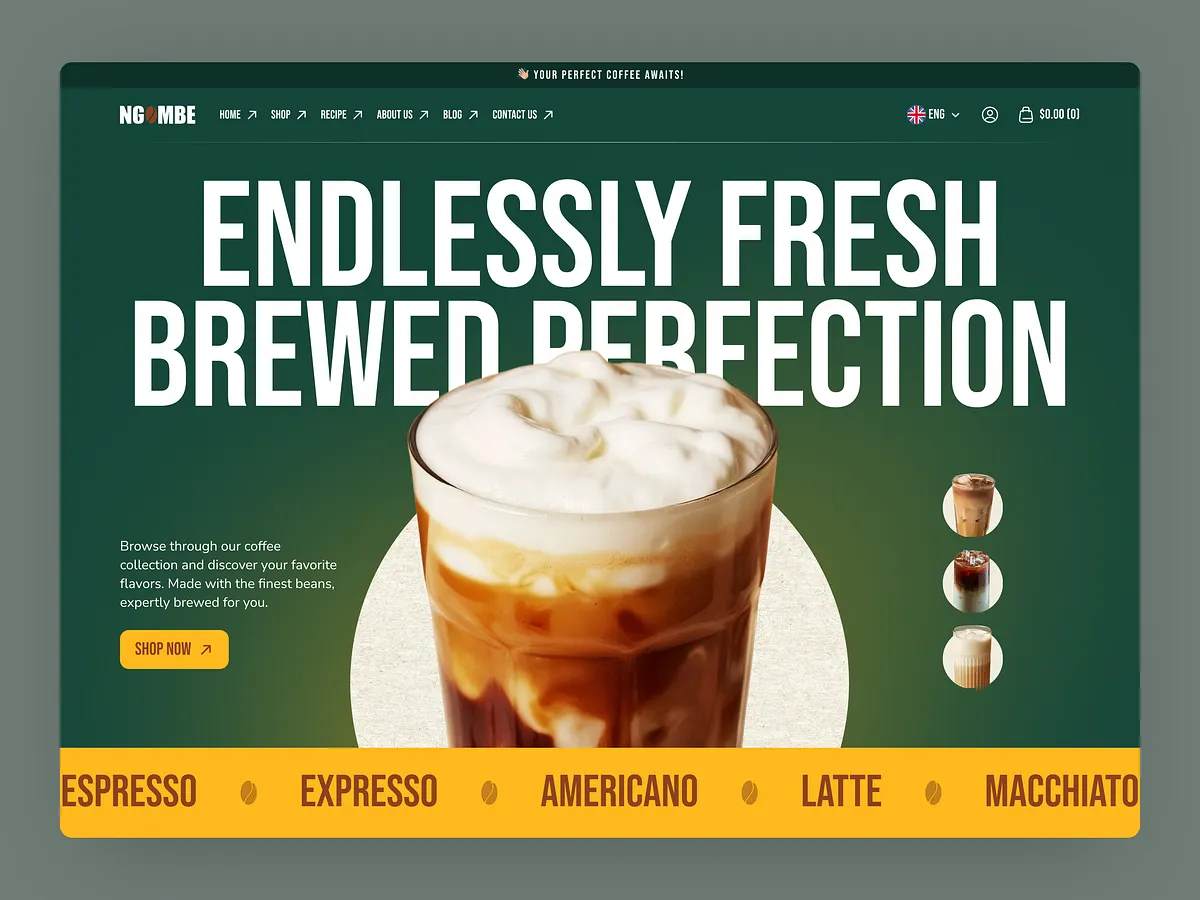 👋🏼 YOUR PERFECT COFFEE AWAITS!
NGOMBE HOME SHOP RECIPE ABOUT US BLOG CONTACT US ENG $0.00 (0)
ENDLESSLY FRESH
BREWED PERFECTION
Browse through our coffee
collection and discover your favorite
flavors. Made with the finest beans,
expertly brewed for you.
SHOP NOW
ESPRESSO EXPRESSO AMERICANO LATTE MACCHIATO